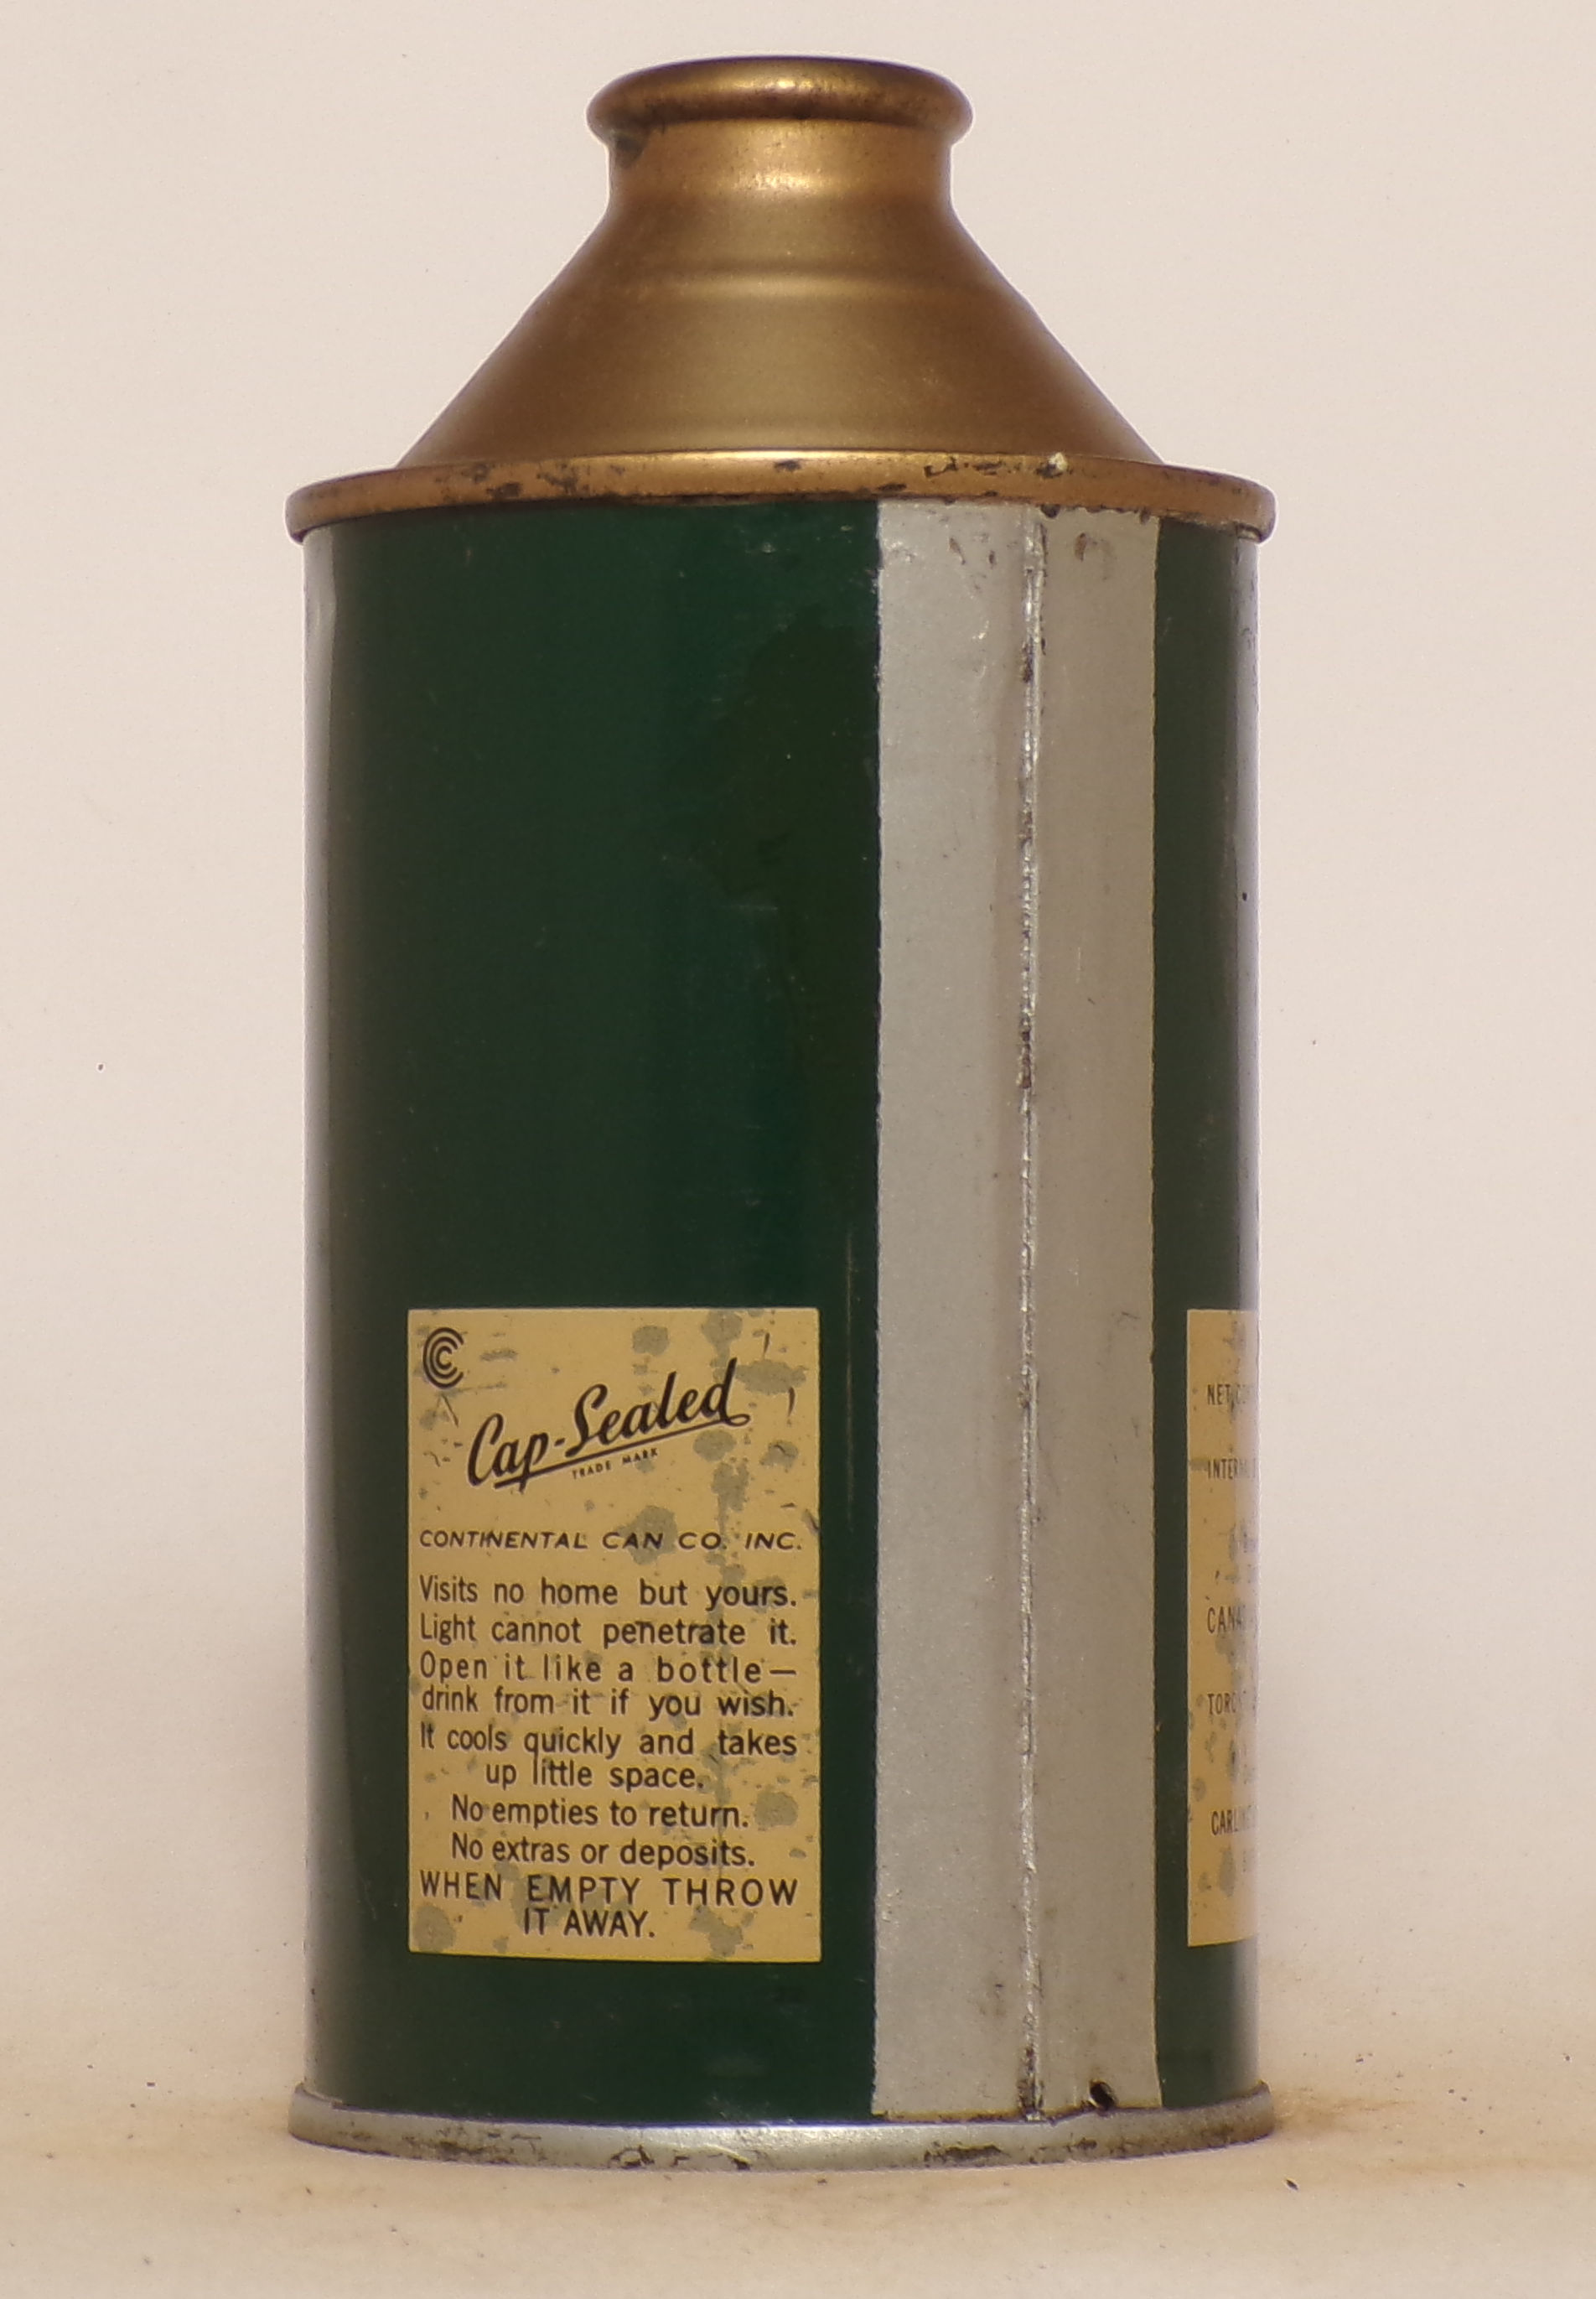 CCC
Cap-Sealed
TRADE MARK
CONTINENTAL CAN CO. INC.
Visits no home but yours.
Light cannot penetrate it.
Open it like a bottle—
drink from it if you wish.
It cools quickly and takes
up little space.
No empties to return.
No extras or deposits.
WHEN EMPTY THROW
IT AWAY.
NET